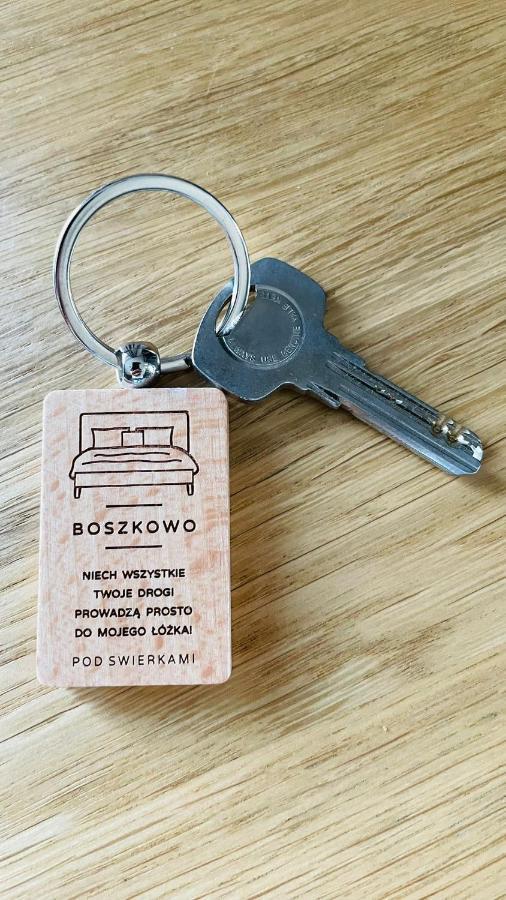 BOSZKOWO
NIECH WSZYSTKIE
TWOJE DROGI
PROWADZĄ PROSTO
DO MOJEGO ŁÓŻKA!
POD SWIERKAMI